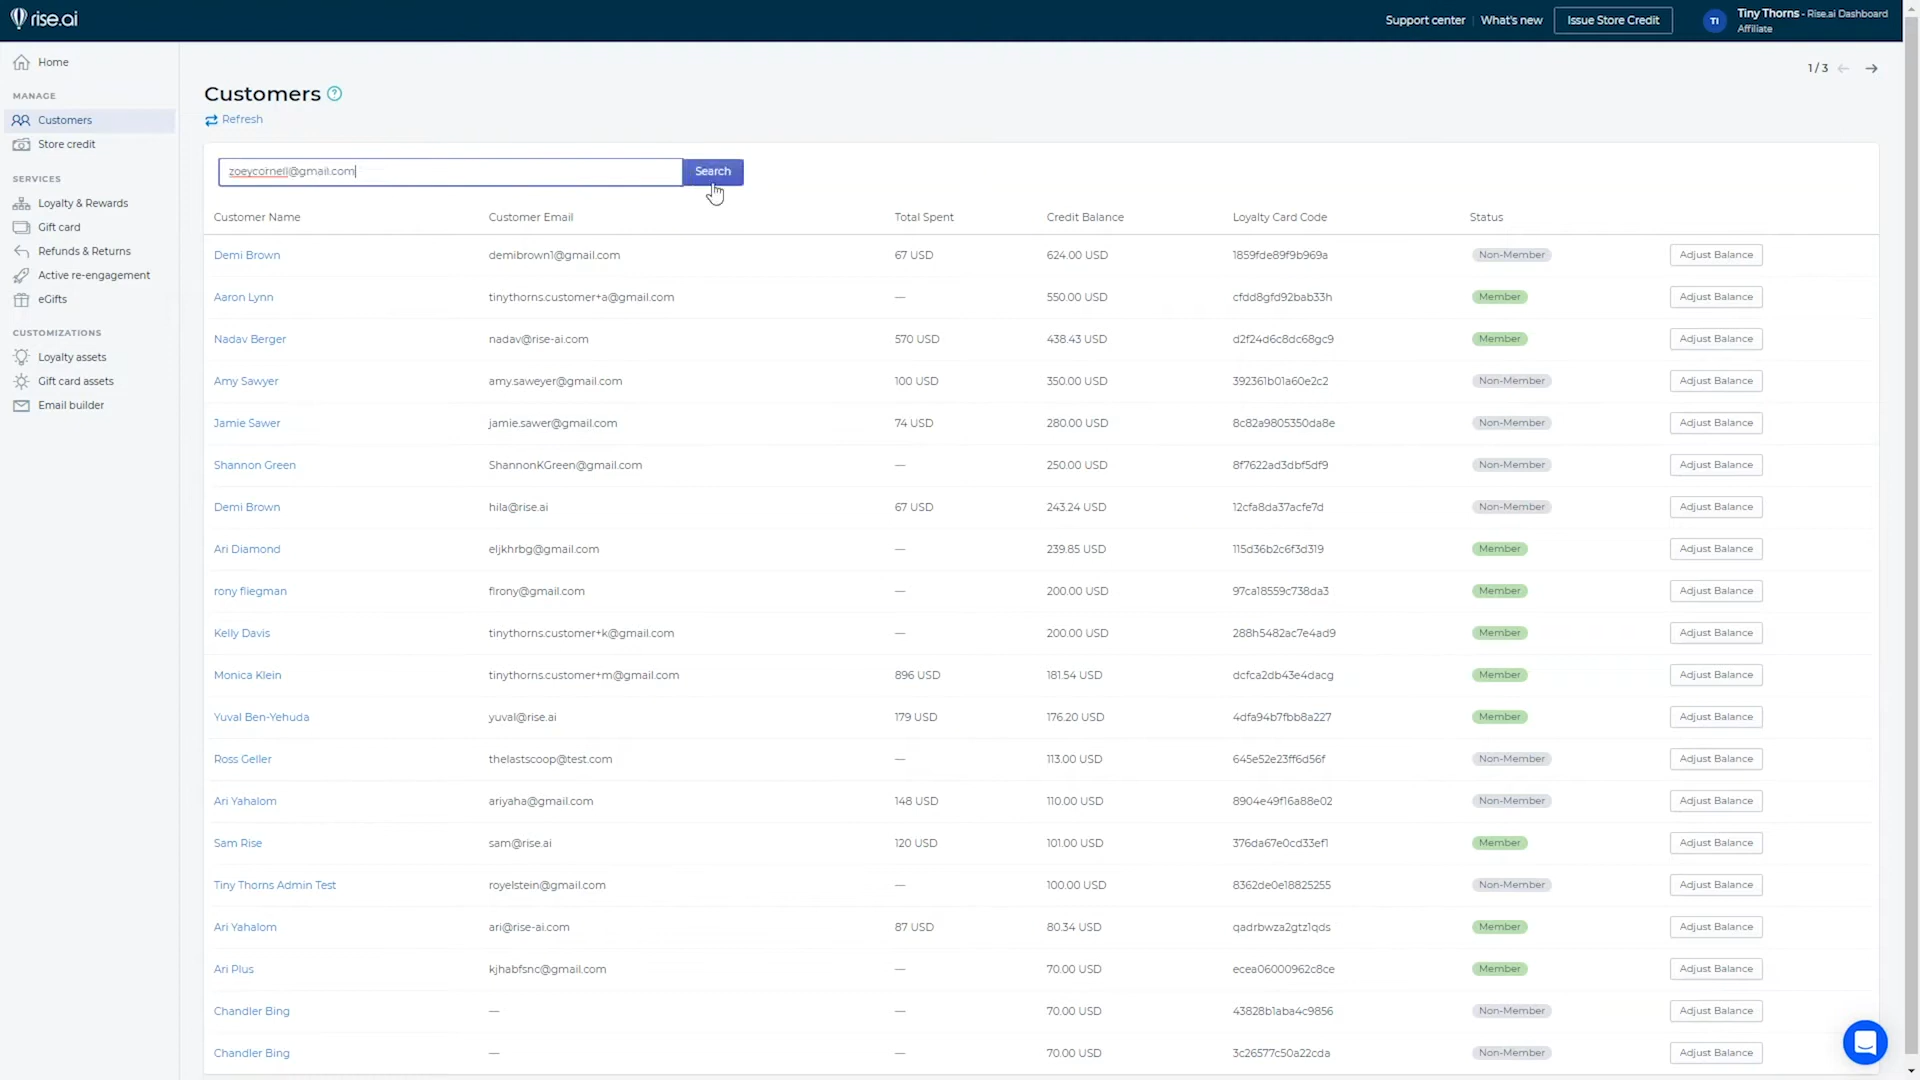 rise.ai
Support center
What's new
Issue Store Credit
TI
Tiny Thorns - Rise.ai Dashboard
Affiliate
Home
MANAGE
Customers
Store credit
SERVICES
Loyalty & Rewards
Gift card
Refunds & Returns
Active re-engagement
eGifts
CUSTOMIZATIONS
Loyalty assets
Gift card assets
Email builder
1 / 3
Customers ?
Refresh
zoeycornell@gmail.com Search
Customer Name Customer Email Total Spent Credit Balance Loyalty Card Code Status
Demi Brown demibrown1@gmail.com 67 USD 624.00 USD 1859fde89f9b969a Non-Member Adjust Balance
Aaron Lynn tinythorns.customer+a@gmail.com — 550.00 USD cfdd8gfd92bab33h Member Adjust Balance
Nadav Berger nadav@rise-ai.com 570 USD 438.43 USD d2f24d6c8dc68gc9 Member Adjust Balance
Amy Sawyer amy.saweyer@gmail.com 100 USD 350.00 USD 392361b01a60e2c2 Non-Member Adjust Balance
Jamie Sawer jamie.sawer@gmail.com 74 USD 280.00 USD 8c82a9805350da8e Non-Member Adjust Balance
Shannon Green ShannonKGreen@gmail.com — 250.00 USD 8f7622ad3dbf5df9 Non-Member Adjust Balance
Demi Brown hila@rise.ai 67 USD 243.24 USD 12cfa8da37acfe7d Non-Member Adjust Balance
Ari Diamond eljkhrbg@gmail.com — 239.85 USD 115d36b2c6f3d319 Member Adjust Balance
rony fliegman flrony@gmail.com — 200.00 USD 97ca18559c738da3 Member Adjust Balance
Kelly Davis tinythorns.customer+k@gmail.com — 200.00 USD 288h5482ac7e4ad9 Member Adjust Balance
Monica Klein tinythorns.customer+m@gmail.com 896 USD 181.54 USD dcfca2db43e4dacg Member Adjust Balance
Yuval Ben-Yehuda yuval@rise.ai 179 USD 176.20 USD 4dfa94b7fbb8a227 Member Adjust Balance
Ross Geller thelastscoop@test.com — 113.00 USD 645e52e23ff6d56f Non-Member Adjust Balance
Ari Yahalom ariyaha@gmail.com 148 USD 110.00 USD 8904e49f16a88e02 Non-Member Adjust Balance
Sam Rise sam@rise.ai 120 USD 101.00 USD 376da67e0cd33ef1 Member Adjust Balance
Tiny Thorns Admin Test royelstein@gmail.com — 100.00 USD 8362de0e18825255 Non-Member Adjust Balance
Ari Yahalom ari@rise-ai.com 87 USD 80.34 USD qadrbwza2gtz1qds Member Adjust Balance
Ari Plus kjhabfsnc@gmail.com — 70.00 USD ecea06000962c8ce Member Adjust Balance
Chandler Bing — — 70.00 USD 43828b1aba4c9856 Non-Member Adjust Balance
Chandler Bing — — 70.00 USD 3c26577c50a22cda Non-Member Adjust Balance